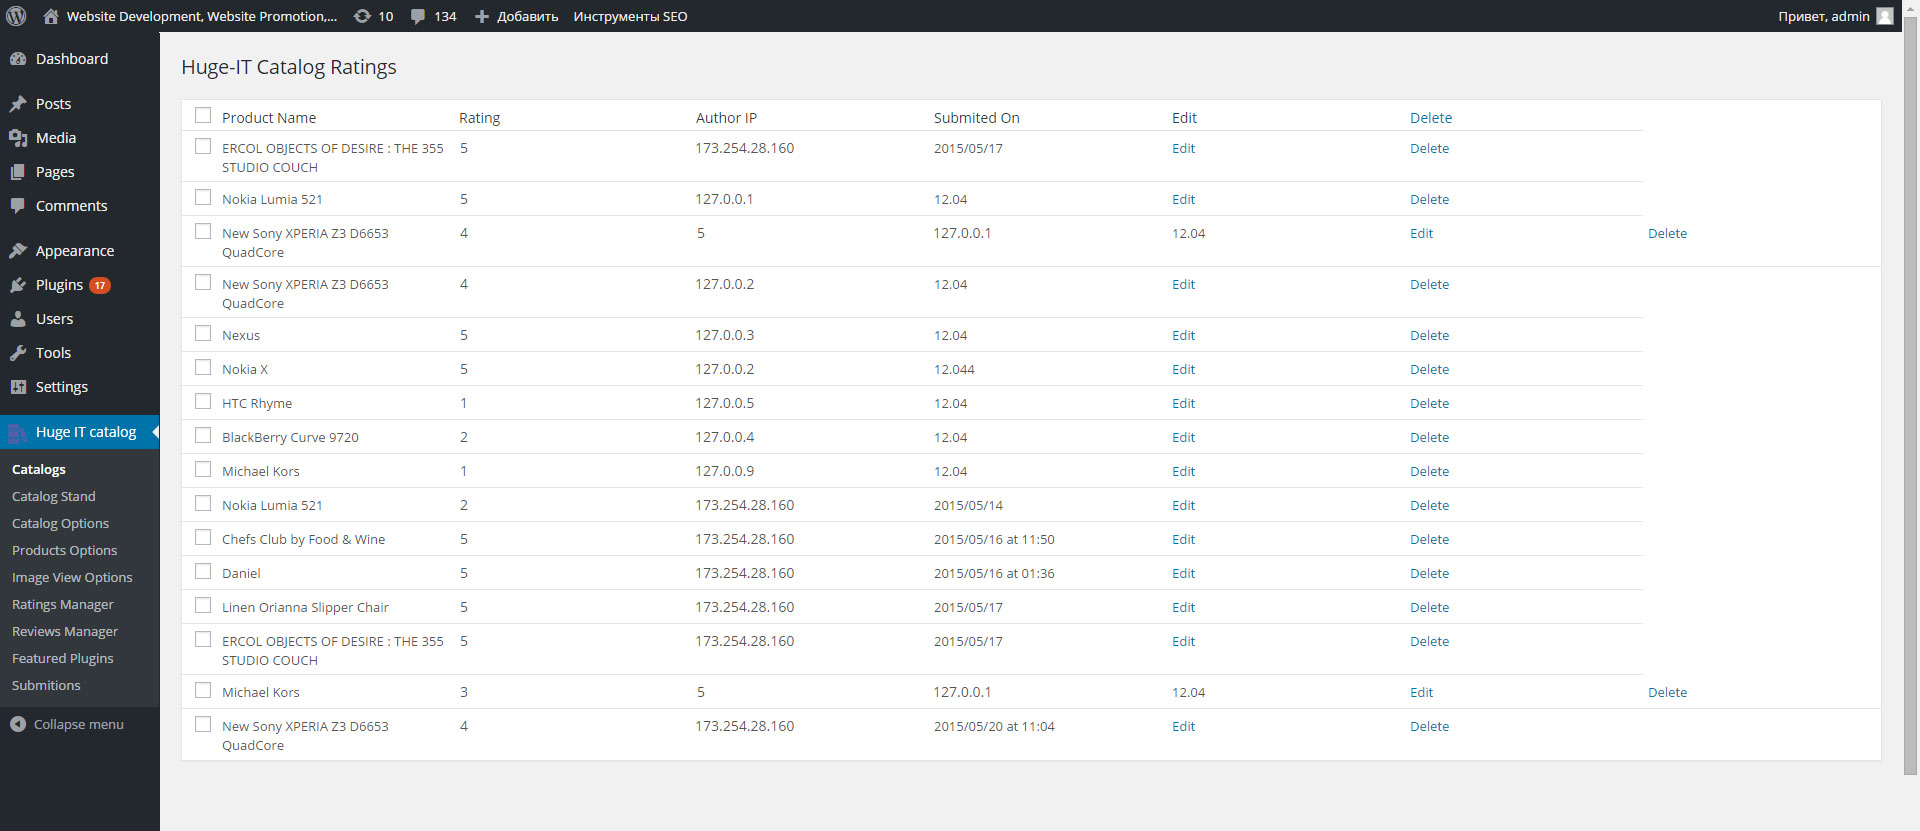 Website Development, Website Promotion,... 10 134 Добавить Инструменты SEO Привет, admin
Dashboard
Posts
Media
Pages
Comments
Appearance
Plugins 17
Users
Tools
Settings
Huge IT catalog
Catalogs
Catalog Stand
Catalog Options
Products Options
Image View Options
Ratings Manager
Reviews Manager
Featured Plugins
Submitions
Collapse menu
Huge-IT Catalog Ratings
Product Name Rating Author IP Submited On Edit Delete
ERCOL OBJECTS OF DESIRE : THE 355 5 173.254.28.160 2015/05/17 Edit Delete
STUDIO COUCH
Nokia Lumia 521 5 127.0.0.1 12.04 Edit Delete
New Sony XPERIA Z3 D6653 4 5 127.0.0.1 12.04 Edit Delete
QuadCore
New Sony XPERIA Z3 D6653 4 127.0.0.2 12.04 Edit Delete
QuadCore
Nexus 5 127.0.0.3 12.04 Edit Delete
Nokia X 5 127.0.0.2 12.044 Edit Delete
HTC Rhyme 1 127.0.0.5 12.04 Edit Delete
BlackBerry Curve 9720 2 127.0.0.4 12.04 Edit Delete
Michael Kors 1 127.0.0.9 12.04 Edit Delete
Nokia Lumia 521 2 173.254.28.160 2015/05/14 Edit Delete
Chefs Club by Food & Wine 5 173.254.28.160 2015/05/16 at 11:50 Edit Delete
Daniel 5 173.254.28.160 2015/05/16 at 01:36 Edit Delete
Linen Orianna Slipper Chair 5 173.254.28.160 2015/05/17 Edit Delete
ERCOL OBJECTS OF DESIRE : THE 355 5 173.254.28.160 2015/05/17 Edit Delete
STUDIO COUCH
Michael Kors 3 5 127.0.0.1 12.04 Edit Delete
New Sony XPERIA Z3 D6653 4 173.254.28.160 2015/05/20 at 11:04 Edit Delete
QuadCore